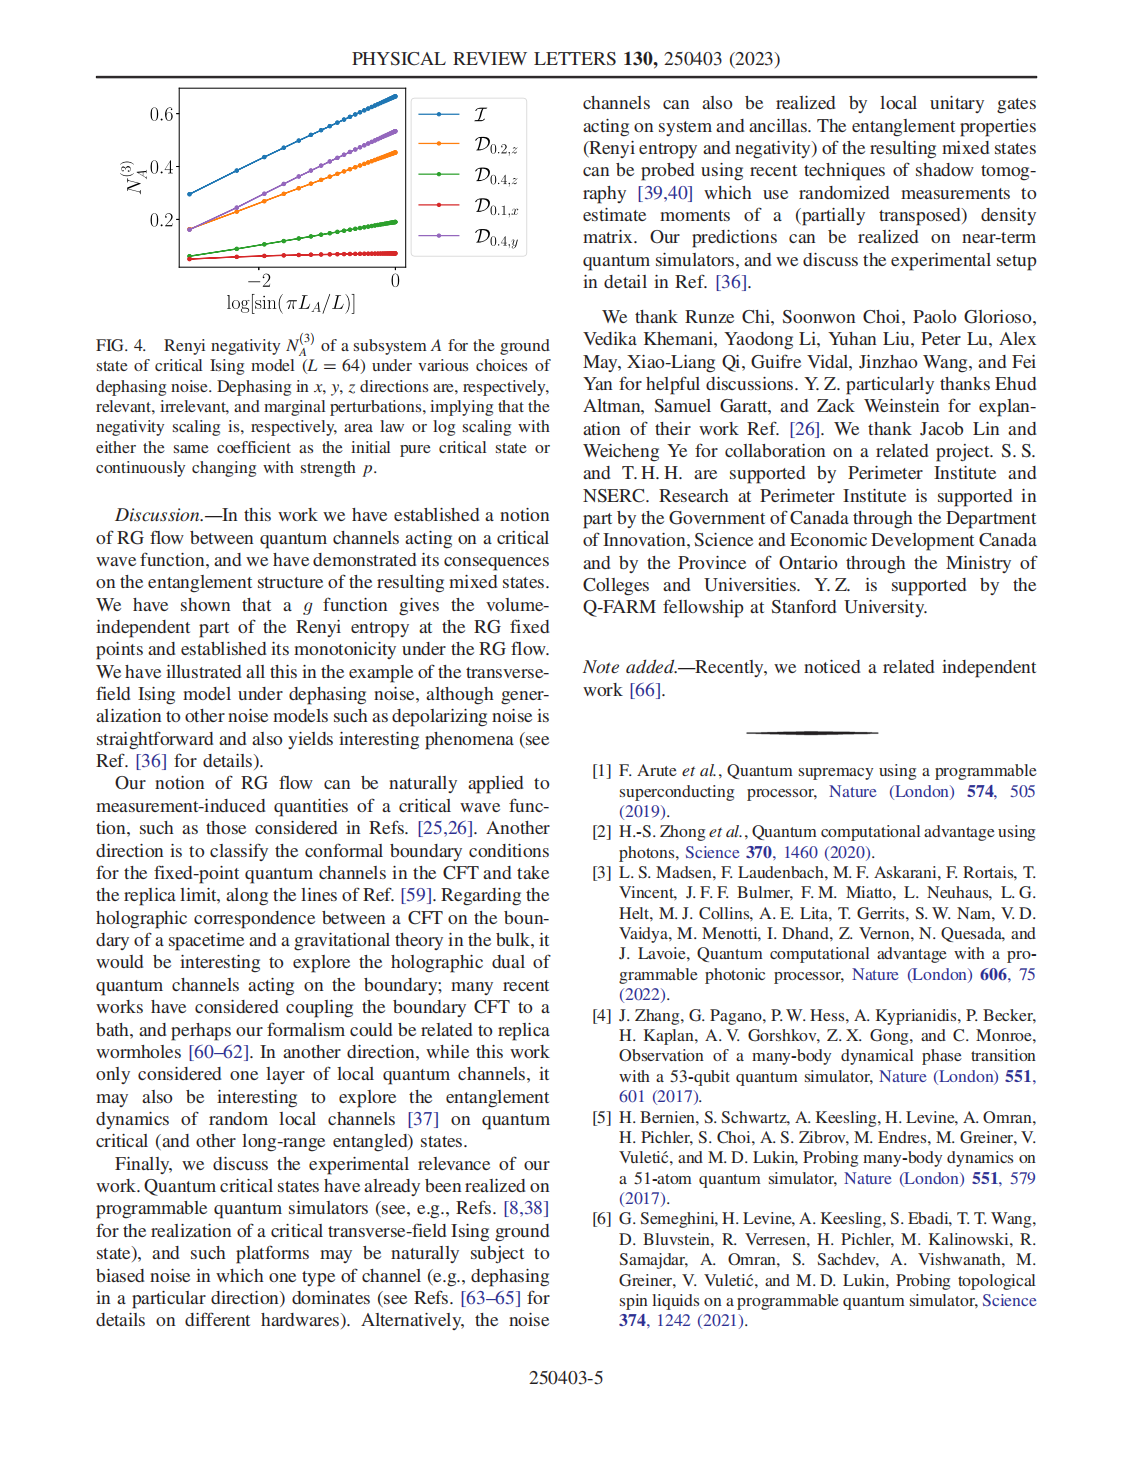 PHYSICAL REVIEW LETTERS 130, 250403 (2023)
0.6
0.4
0.2
N_A^(3)
−2
0
log[sin(πL_A/L)]
I
D_0.2,z
D_0.4,z
D_0.1,x
D_0.4,y
FIG. 4. Renyi negativity N_A^(3) of a subsystem A for the ground
state of critical Ising model (L = 64) under various choices of
dephasing noise. Dephasing in x, y, z directions are, respectively,
relevant, irrelevant, and marginal perturbations, implying that the
negativity scaling is, respectively, area law or log scaling with
either the same coefficient as the initial pure critical state or
continuously changing with strength p.
Discussion.—In this work we have established a notion
of RG flow between quantum channels acting on a critical
wave function, and we have demonstrated its consequences
on the entanglement structure of the resulting mixed states.
We have shown that a g function gives the volume-
independent part of the Renyi entropy at the RG fixed
points and established its monotonicity under the RG flow.
We have illustrated all this in the example of the transverse-
field Ising model under dephasing noise, although gener-
alization to other noise models such as depolarizing noise is
straightforward and also yields interesting phenomena (see
Ref. [36] for details).
Our notion of RG flow can be naturally applied to
measurement-induced quantities of a critical wave func-
tion, such as those considered in Refs. [25,26]. Another
direction is to classify the conformal boundary conditions
for the fixed-point quantum channels in the CFT and take
the replica limit, along the lines of Ref. [59]. Regarding the
holographic correspondence between a CFT on the boun-
dary of a spacetime and a gravitational theory in the bulk, it
would be interesting to explore the holographic dual of
quantum channels acting on the boundary; many recent
works have considered coupling the boundary CFT to a
bath, and perhaps our formalism could be related to replica
wormholes [60–62]. In another direction, while this work
only considered one layer of local quantum channels, it
may also be interesting to explore the entanglement
dynamics of random local channels [37] on quantum
critical (and other long-range entangled) states.
Finally, we discuss the experimental relevance of our
work. Quantum critical states have already been realized on
programmable quantum simulators (see, e.g., Refs. [8,38]
for the realization of a critical transverse-field Ising ground
state), and such platforms may be naturally subject to
biased noise in which one type of channel (e.g., dephasing
in a particular direction) dominates (see Refs. [63–65] for
details on different hardwares). Alternatively, the noise
channels can also be realized by local unitary gates
acting on system and ancillas. The entanglement properties
(Renyi entropy and negativity) of the resulting mixed states
can be probed using recent techniques of shadow tomog-
raphy [39,40] which use randomized measurements to
estimate moments of a (partially transposed) density
matrix. Our predictions can be realized on near-term
quantum simulators, and we discuss the experimental setup
in detail in Ref. [36].
We thank Runze Chi, Soonwon Choi, Paolo Glorioso,
Vedika Khemani, Yaodong Li, Yuhan Liu, Peter Lu, Alex
May, Xiao-Liang Qi, Guifre Vidal, Jinzhao Wang, and Fei
Yan for helpful discussions. Y. Z. particularly thanks Ehud
Altman, Samuel Garatt, and Zack Weinstein for explan-
ation of their work Ref. [26]. We thank Jacob Lin and
Weicheng Ye for collaboration on a related project. S. S.
and T. H. H. are supported by Perimeter Institute and
NSERC. Research at Perimeter Institute is supported in
part by the Government of Canada through the Department
of Innovation, Science and Economic Development Canada
and by the Province of Ontario through the Ministry of
Colleges and Universities. Y. Z. is supported by the
Q-FARM fellowship at Stanford University.
Note added.—Recently, we noticed a related independent
work [66].
[1] F. Arute et al., Quantum supremacy using a programmable
superconducting processor, Nature (London) 574, 505
(2019).
[2] H.-S. Zhong et al., Quantum computational advantage using
photons, Science 370, 1460 (2020).
[3] L. S. Madsen, F. Laudenbach, M. F. Askarani, F. Rortais, T.
Vincent, J. F. F. Bulmer, F. M. Miatto, L. Neuhaus, L. G.
Helt, M. J. Collins, A. E. Lita, T. Gerrits, S. W. Nam, V. D.
Vaidya, M. Menotti, I. Dhand, Z. Vernon, N. Quesada, and
J. Lavoie, Quantum computational advantage with a pro-
grammable photonic processor, Nature (London) 606, 75
(2022).
[4] J. Zhang, G. Pagano, P. W. Hess, A. Kyprianidis, P. Becker,
H. Kaplan, A. V. Gorshkov, Z. X. Gong, and C. Monroe,
Observation of a many-body dynamical phase transition
with a 53-qubit quantum simulator, Nature (London) 551,
601 (2017).
[5] H. Bernien, S. Schwartz, A. Keesling, H. Levine, A. Omran,
H. Pichler, S. Choi, A. S. Zibrov, M. Endres, M. Greiner, V.
Vuletić, and M. D. Lukin, Probing many-body dynamics on
a 51-atom quantum simulator, Nature (London) 551, 579
(2017).
[6] G. Semeghini, H. Levine, A. Keesling, S. Ebadi, T. T. Wang,
D. Bluvstein, R. Verresen, H. Pichler, M. Kalinowski, R.
Samajdar, A. Omran, S. Sachdev, A. Vishwanath, M.
Greiner, V. Vuletić, and M. D. Lukin, Probing topological
spin liquids on a programmable quantum simulator, Science
374, 1242 (2021).
250403-5